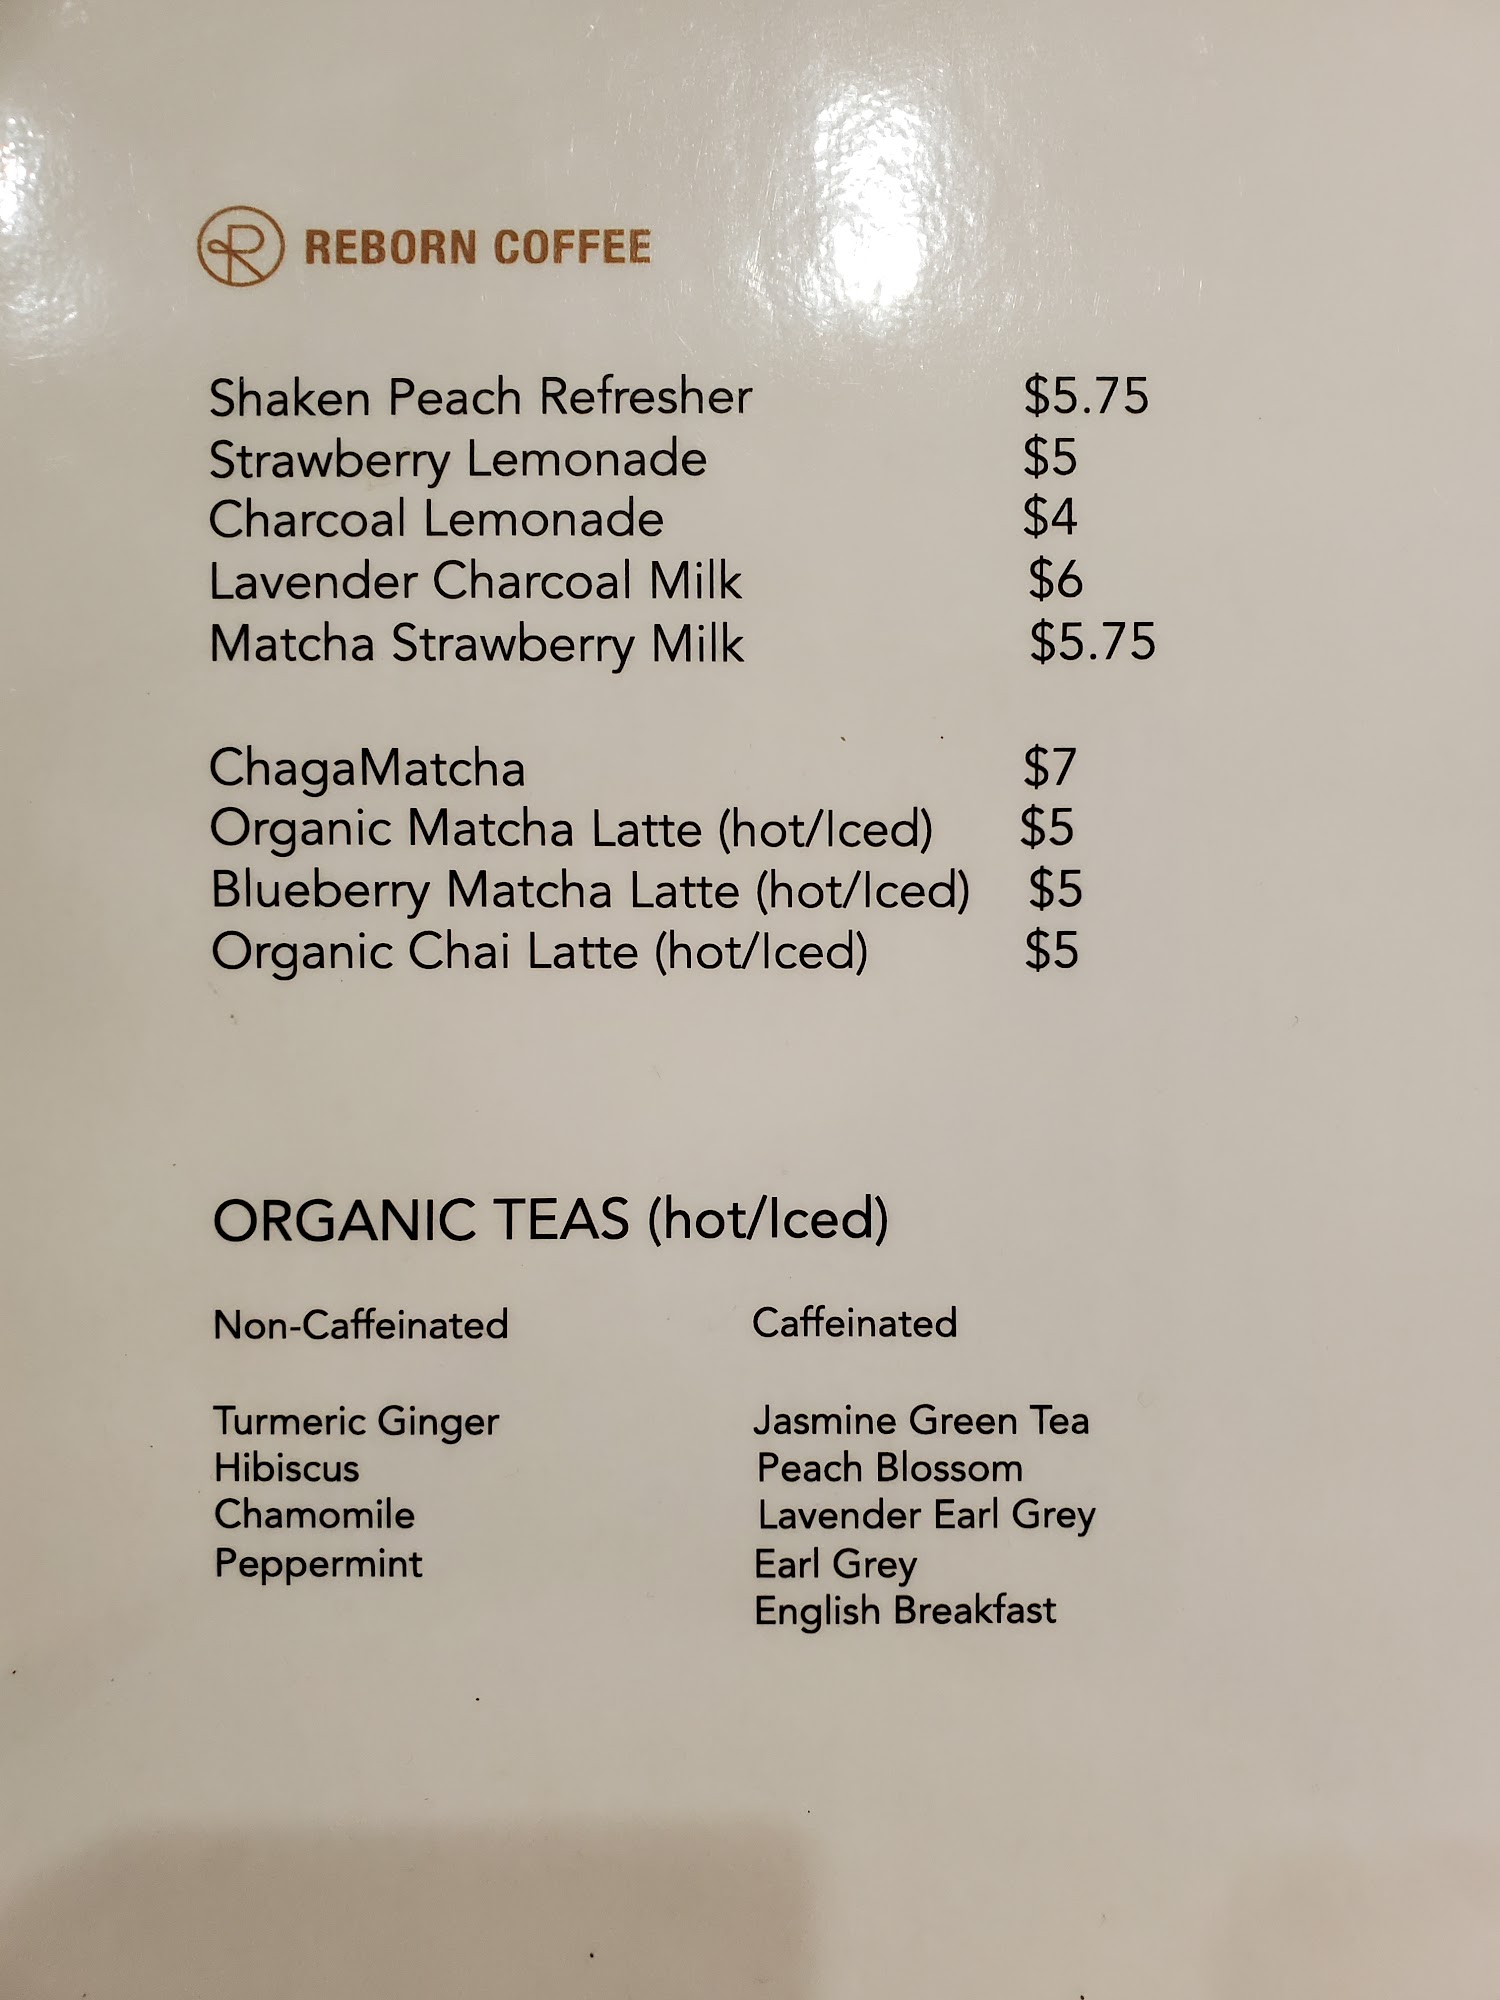 REBORN COFFEE
Shaken Peach Refresher $5.75
Strawberry Lemonade $5
Charcoal Lemonade $4
Lavender Charcoal Milk $6
Matcha Strawberry Milk $5.75
ChagaMatcha $7
Organic Matcha Latte (hot/Iced) $5
Blueberry Matcha Latte (hot/Iced) $5
Organic Chai Latte (hot/Iced) $5
ORGANIC TEAS (hot/Iced)
Non-Caffeinated Caffeinated
Turmeric Ginger Jasmine Green Tea
Hibiscus Peach Blossom
Chamomile Lavender Earl Grey
Peppermint Earl Grey
English Breakfast